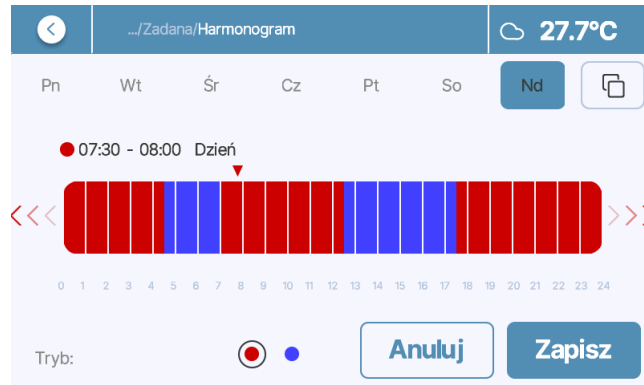 .../Zadana/Harmonogram
27.7°C
Pn Wt Śr Cz Pt So Nd
07:30 - 08:00 Dzień
0 1 2 3 4 5 6 7 8 9 10 11 12 13 14 15 16 17 18 19 20 21 22 23 24
Tryb: Anuluj Zapisz